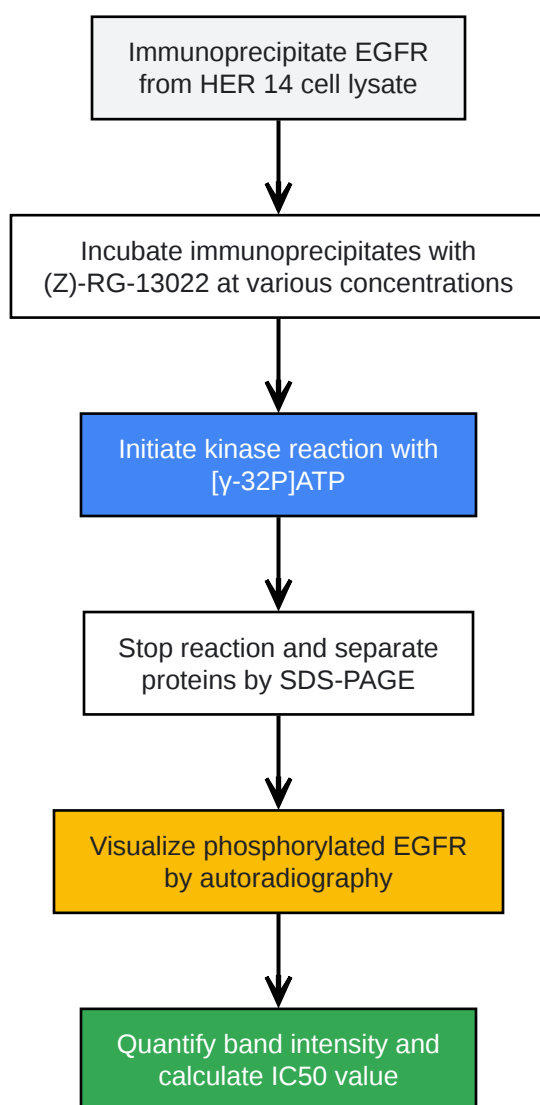 Immunoprecipitate EGFR
from HER 14 cell lysate
Incubate immunoprecipitates with
(Z)-RG-13022 at various concentrations
Initiate kinase reaction with
[γ-32P]ATP
Stop reaction and separate
proteins by SDS-PAGE
Visualize phosphorylated EGFR
by autoradiography
Quantify band intensity and
calculate IC50 value